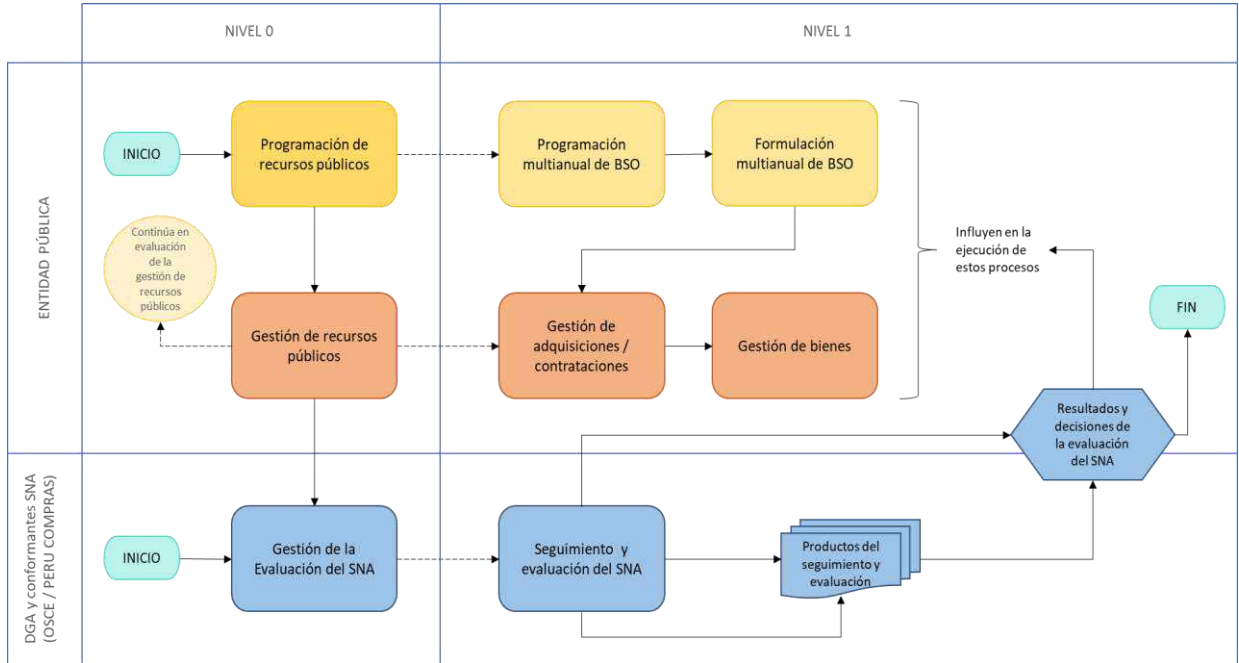 NIVEL 0
NIVEL 1
ENTIDAD PÚBLICA
INICIO
Programación de
recursos públicos
Programación
multianual de BSO
Formulación
multianual de BSO
Continúa en
evaluación
de la
gestión de
recursos
públicos
Influyen en la
ejecución de
estos procesos
Gestión de recursos
públicos
Gestión de
adquisiciones /
contrataciones
Gestión de bienes
FIN
Resultados y
decisiones de
la evaluación
del SNA
DGA y conformantes SNA
(OSCE / PERU COMPRAS)
INICIO
Gestión de la
Evaluación del SNA
Seguimiento y
evaluación del SNA
Productos del
seguimiento y
evaluación